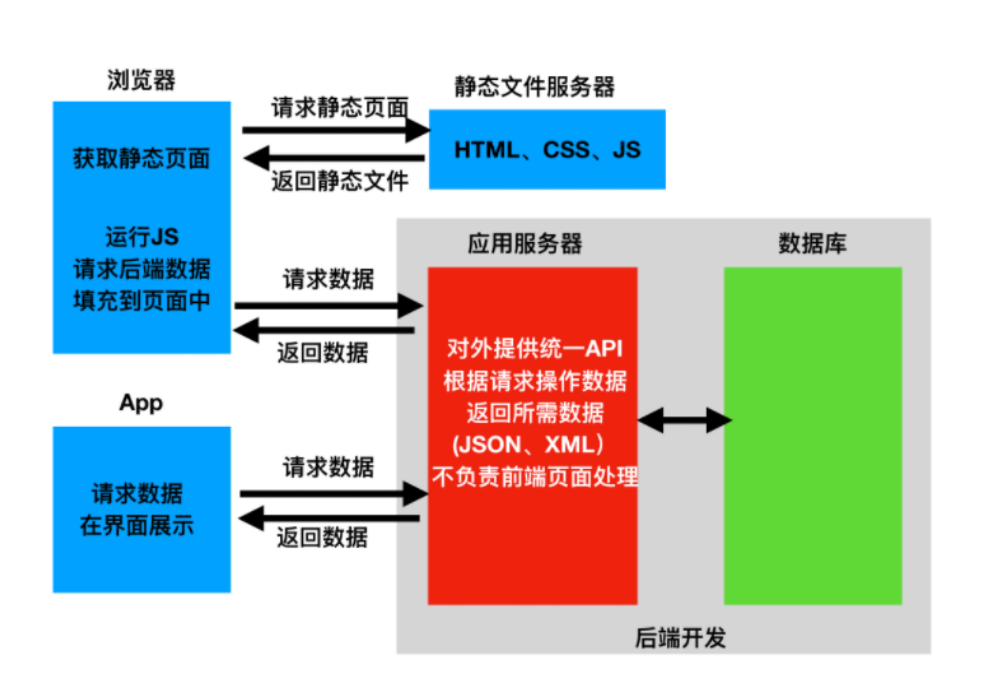 浏览器
获取静态页面
运行JS
请求后端数据
填充到页面中
请求静态页面
返回静态文件
静态文件服务器
HTML、CSS、JS
请求数据
返回数据
App
请求数据
在界面展示
请求数据
返回数据
应用服务器
对外提供统一API
根据请求操作数据
返回所需数据
(JSON、XML）
不负责前端页面处理
数据库
后端开发